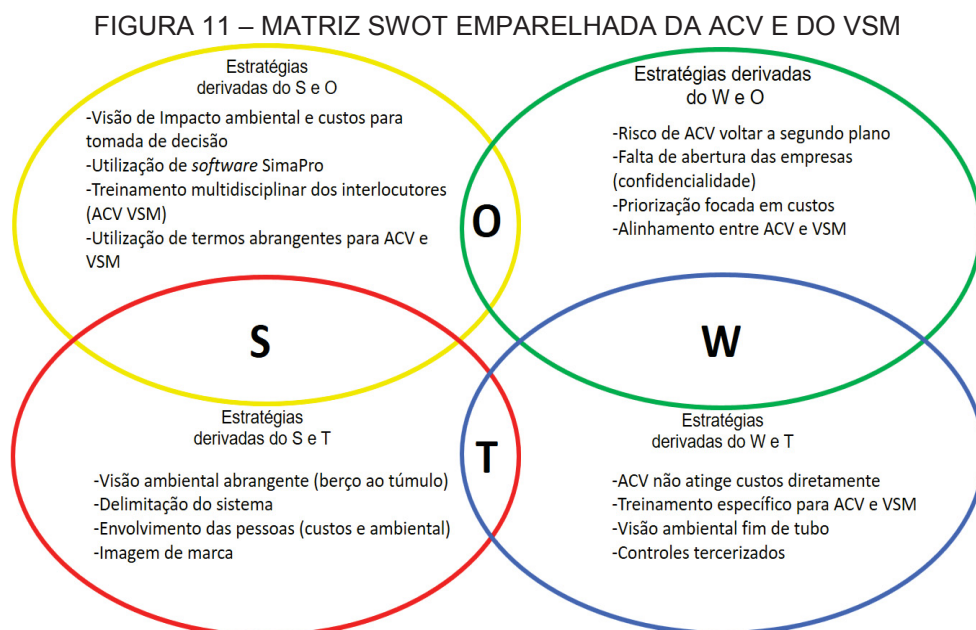 FIGURA 11 – MATRIZ SWOT EMPARELHADA DA ACV E DO VSM
Estratégias
derivadas do S e O
-Visão de Impacto ambiental e custos para
tomada de decisão
-Utilização de software SimaPro
-Treinamento multidisciplinar dos interlocutores
(ACV VSM)
-Utilização de termos abrangentes para ACV e
VSM
Estratégias derivadas
do W e O
-Risco de ACV voltar a segundo plano
-Falta de abertura das empresas
(confidencialidade)
-Priorização focada em custos
-Alinhamento entre ACV e VSM
O
S
W
T
Estratégias
derivadas do S e T
-Visão ambiental abrangente (berço ao túmulo)
-Delimitação do sistema
-Envolvimento das pessoas (custos e ambiental)
-Imagem de marca
Estratégias
derivadas do W e T
-ACV não atinge custos diretamente
-Treinamento específico para ACV e VSM
-Visão ambiental fim de tubo
-Controles tercerizados